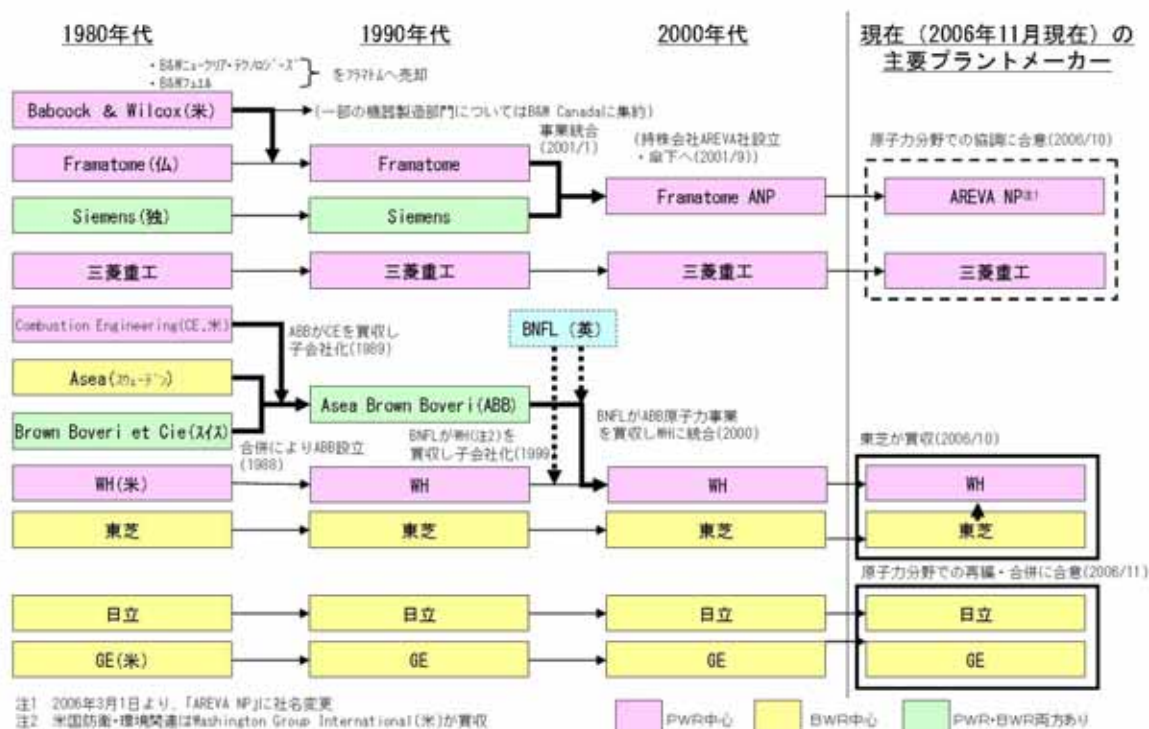 1980年代
1990年代
2000年代
現在（2006年11月現在）の
主要プラントメーカー
・B&Wニュークリア・テクノロジーズ
・B&Wフュエル
をフラマトムへ売却
Babcock & Wilcox(米)
(一部の機器製造部門についてはB&W Canadaに集約)
Framatome(仏)
Framatome
事業統合
(2001/1)
(持株会社AREVA社設立
・傘下へ(2001/9))
Framatome ANP
原子力分野での協調に合意(2006/10)
AREVA NP注1
Siemens(独)
Siemens
三菱重工
三菱重工
三菱重工
三菱重工
Combustion Engineering(CE,米)
ABBがCEを買収し
子会社化(1989)
BNFL（英）
Asea(スウェーデン)
Asea Brown Boveri(ABB)
Brown Boveri et Cie(スイス)
合併によりABB設立
(1988)
BNFLがWH(注2)を
買収し子会社化(1999)
BNFLがABB原子力事業
を買収しWHに統合(2000)
東芝が買収(2006/10)
WH(米)
WH
WH
WH
東芝
東芝
東芝
東芝
原子力分野での再編・合併に合意(2006/11)
日立
日立
日立
日立
GE(米)
GE
GE
GE
注1 2006年3月1日より、「AREVA NP」に社名変更
注2 米国防衛・環境関連はWashington Group International(米)が買収
PWR中心
BWR中心
PWR・BWR両方あり